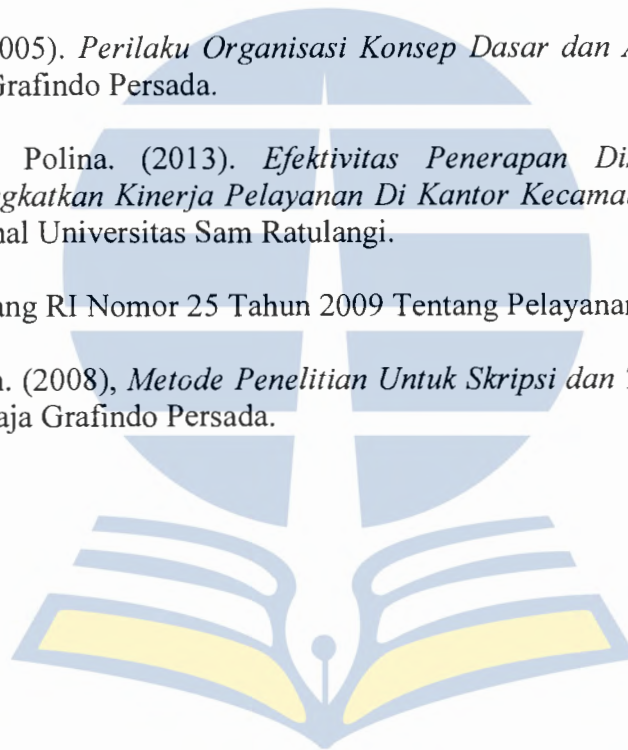 005). Perilaku Organisasi Konsep Dasar dan A
Grafindo Persada.
Polina. (2013). Efektivitas Penerapan Di
gkatkan Kinerja Pelayanan Di Kantor Kecama
nal Universitas Sam Ratulangi.
ang RI Nomor 25 Tahun 2009 Tentang Pelayanan
. (2008), Metode Penelitian Untuk Skripsi dan
aja Grafindo Persada.